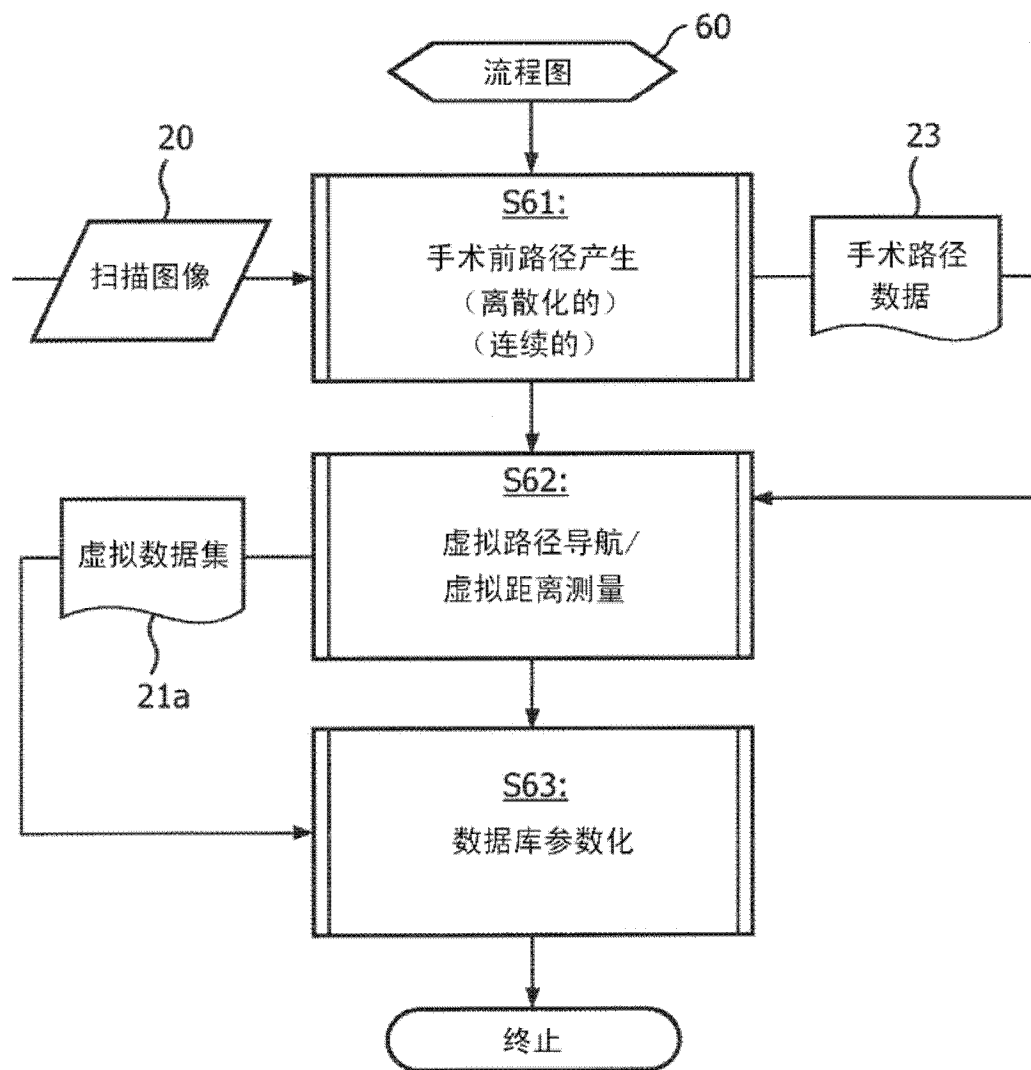 60
流程图
20
23
S61:
手术前路径产生
（离散化的）
（连续的）
扫描图像
手术路径
数据
S62:
虚拟路径导航/
虚拟距离测量
虚拟数据集
21a
S63:
数据库参数化
终止